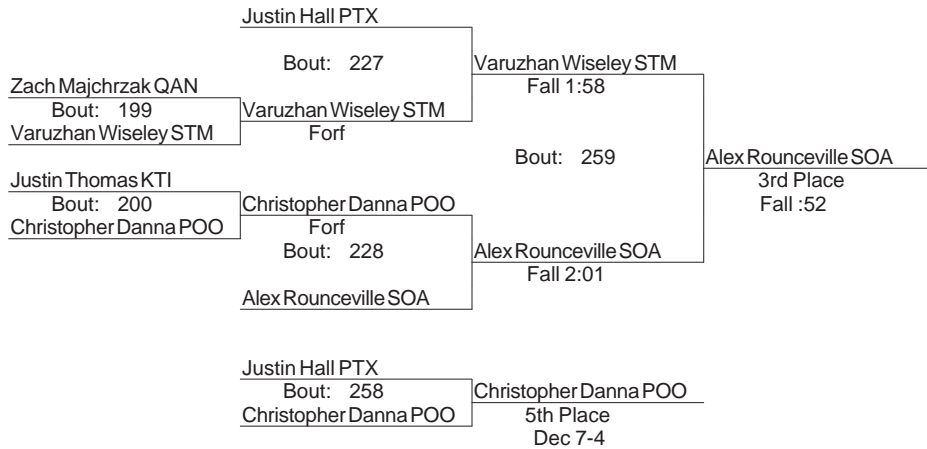 Justin Hall PTX
Bout: 227
Varuzhan Wiseley STM
Fall 1:58
Zach Majchrzak QAN
Bout: 199
Varuzhan Wiseley STM
Varuzhan Wiseley STM
Forf
Bout: 259
Alex Rounceville SOA
3rd Place
Fall :52
Justin Thomas KTI
Bout: 200
Christopher Danna POO
Christopher Danna POO
Forf
Bout: 228
Alex Rounceville SOA
Fall 2:01
Alex Rounceville SOA
Justin Hall PTX
Bout: 258
Christopher Danna POO
Christopher Danna POO
5th Place
Dec 7-4